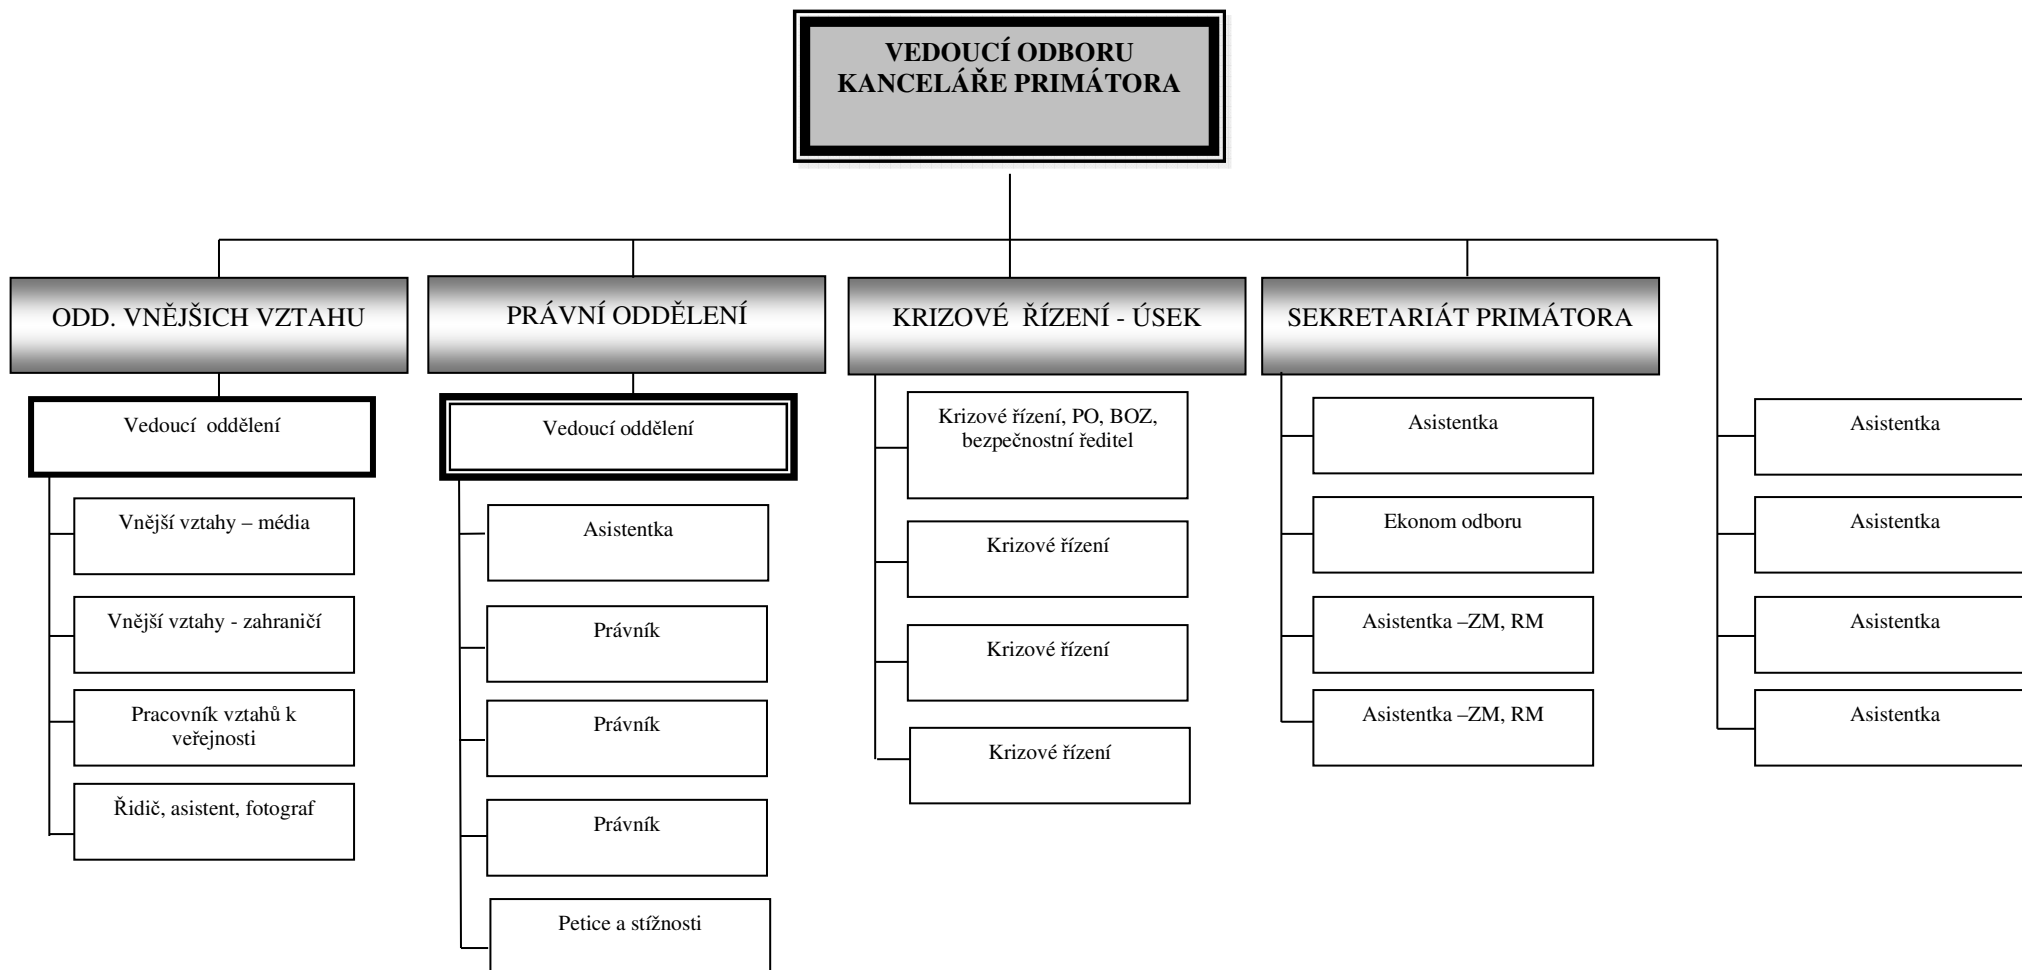 VEDOUCÍ ODBORU
KANCELÁŘE PRIMÁTORA
ODD. VNĚJŠICH VZTAHU
Vedoucí oddělení
Vnější vztahy – média
Vnější vztahy - zahraničí
Pracovník vztahů k
veřejnosti
Řidič, asistent, fotograf
PRÁVNÍ ODDĚLENÍ
Vedoucí oddělení
Asistentka
Právník
Právník
Právník
Petice a stížnosti
KRIZOVÉ ŘÍZENÍ - ÚSEK
Krizové řízení, PO, BOZ,
bezpečnostní ředitel
Krizové řízení
Krizové řízení
Krizové řízení
SEKRETARIÁT PRIMÁTORA
Asistentka
Ekonom odboru
Asistentka –ZM, RM
Asistentka –ZM, RM
Asistentka
Asistentka
Asistentka
Asistentka